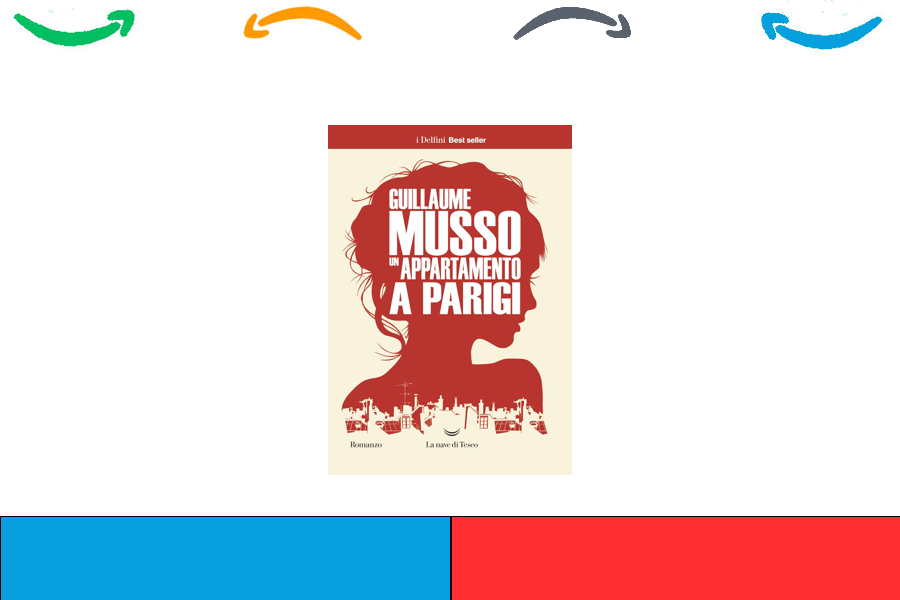 i Delfini Best seller
GUILLAUME
MUSSO
UN APPARTAMENTO
A PARIGI
Romanzo
La nave di Teseo